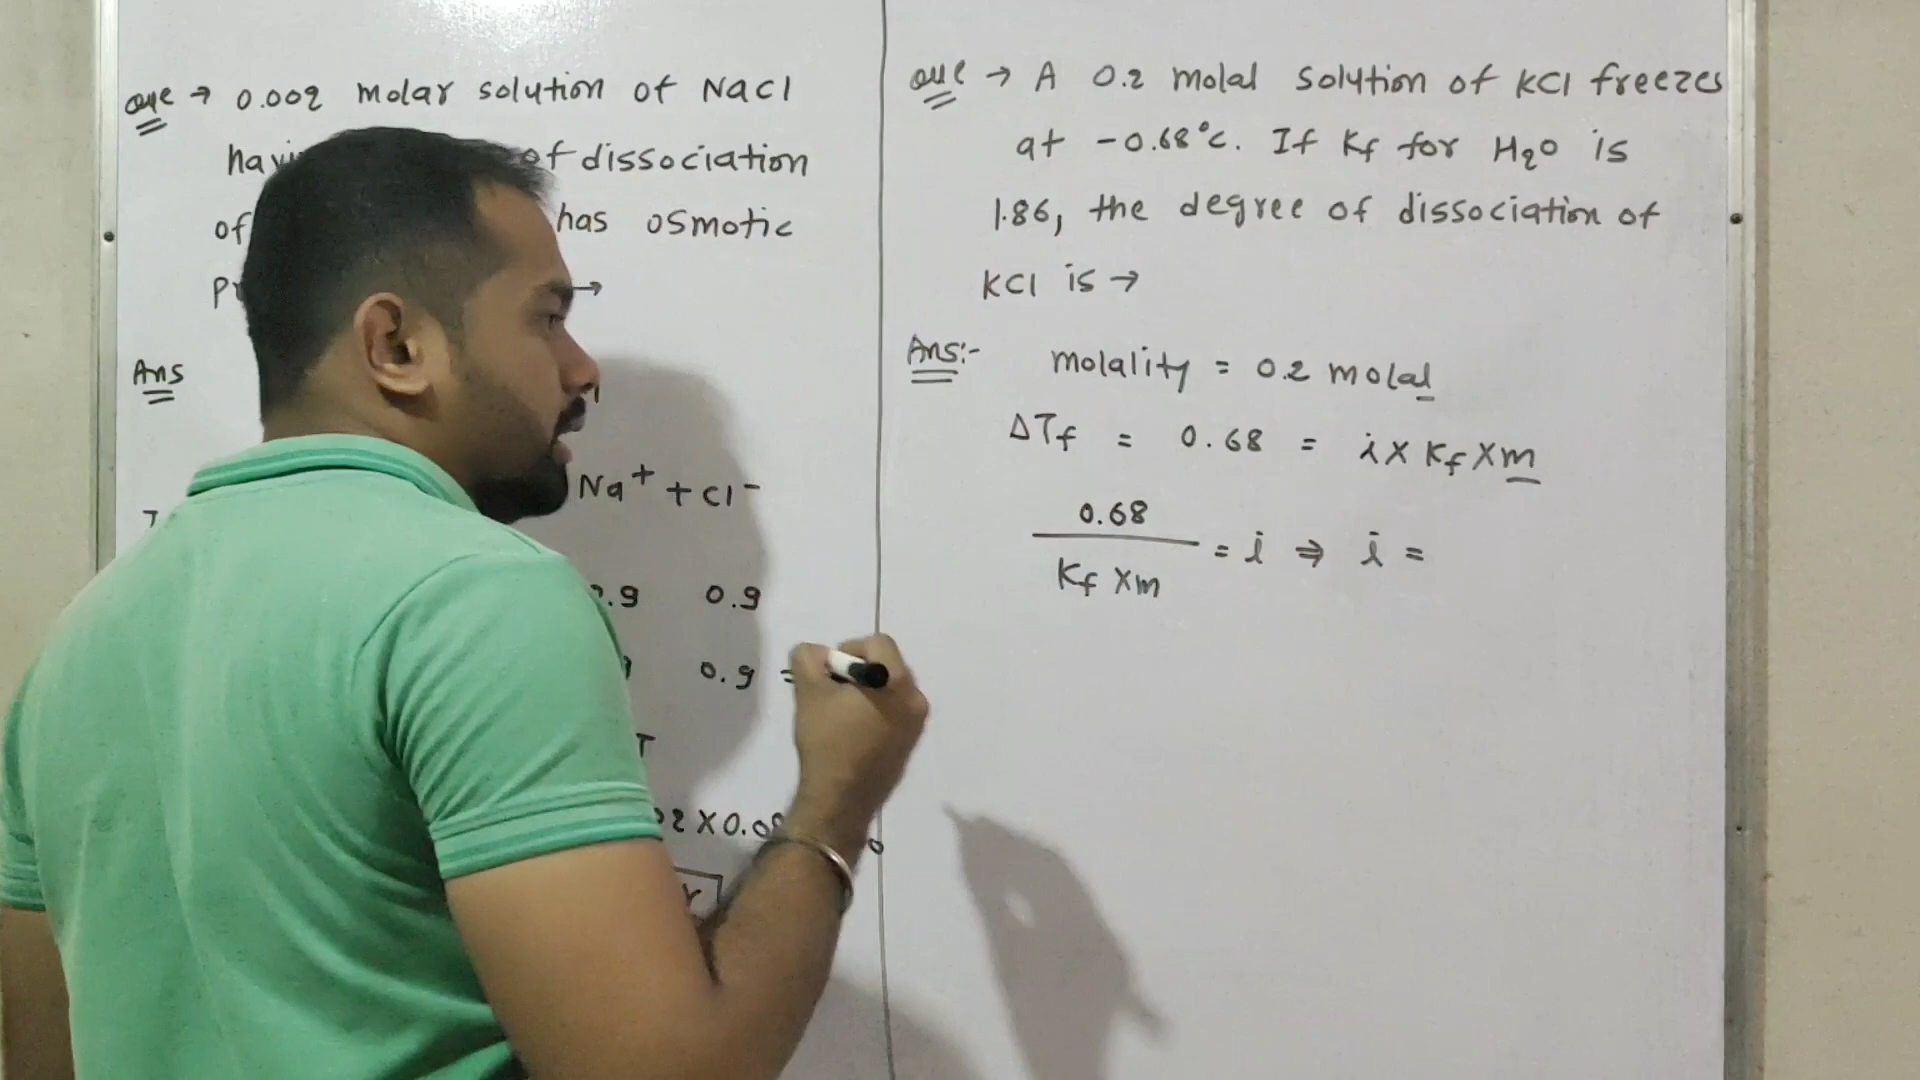 Que → 0.002 molar solution of NaCl
of dissociation
of has osmotic
→
Ans
Na⁺ + Cl⁻
0.9
0.9 =
T
2 X 0.0
Que → A 0.2 molal solution of KCl freezes
at -0.68°c. If Kf for H₂O is
1.86, the degree of dissociation of
KCl is →
Ans:- molality = 0.2 molal
ΔTf = 0.68 = i X Kf X m
0.68 / Kf X m = i ⇒ i =